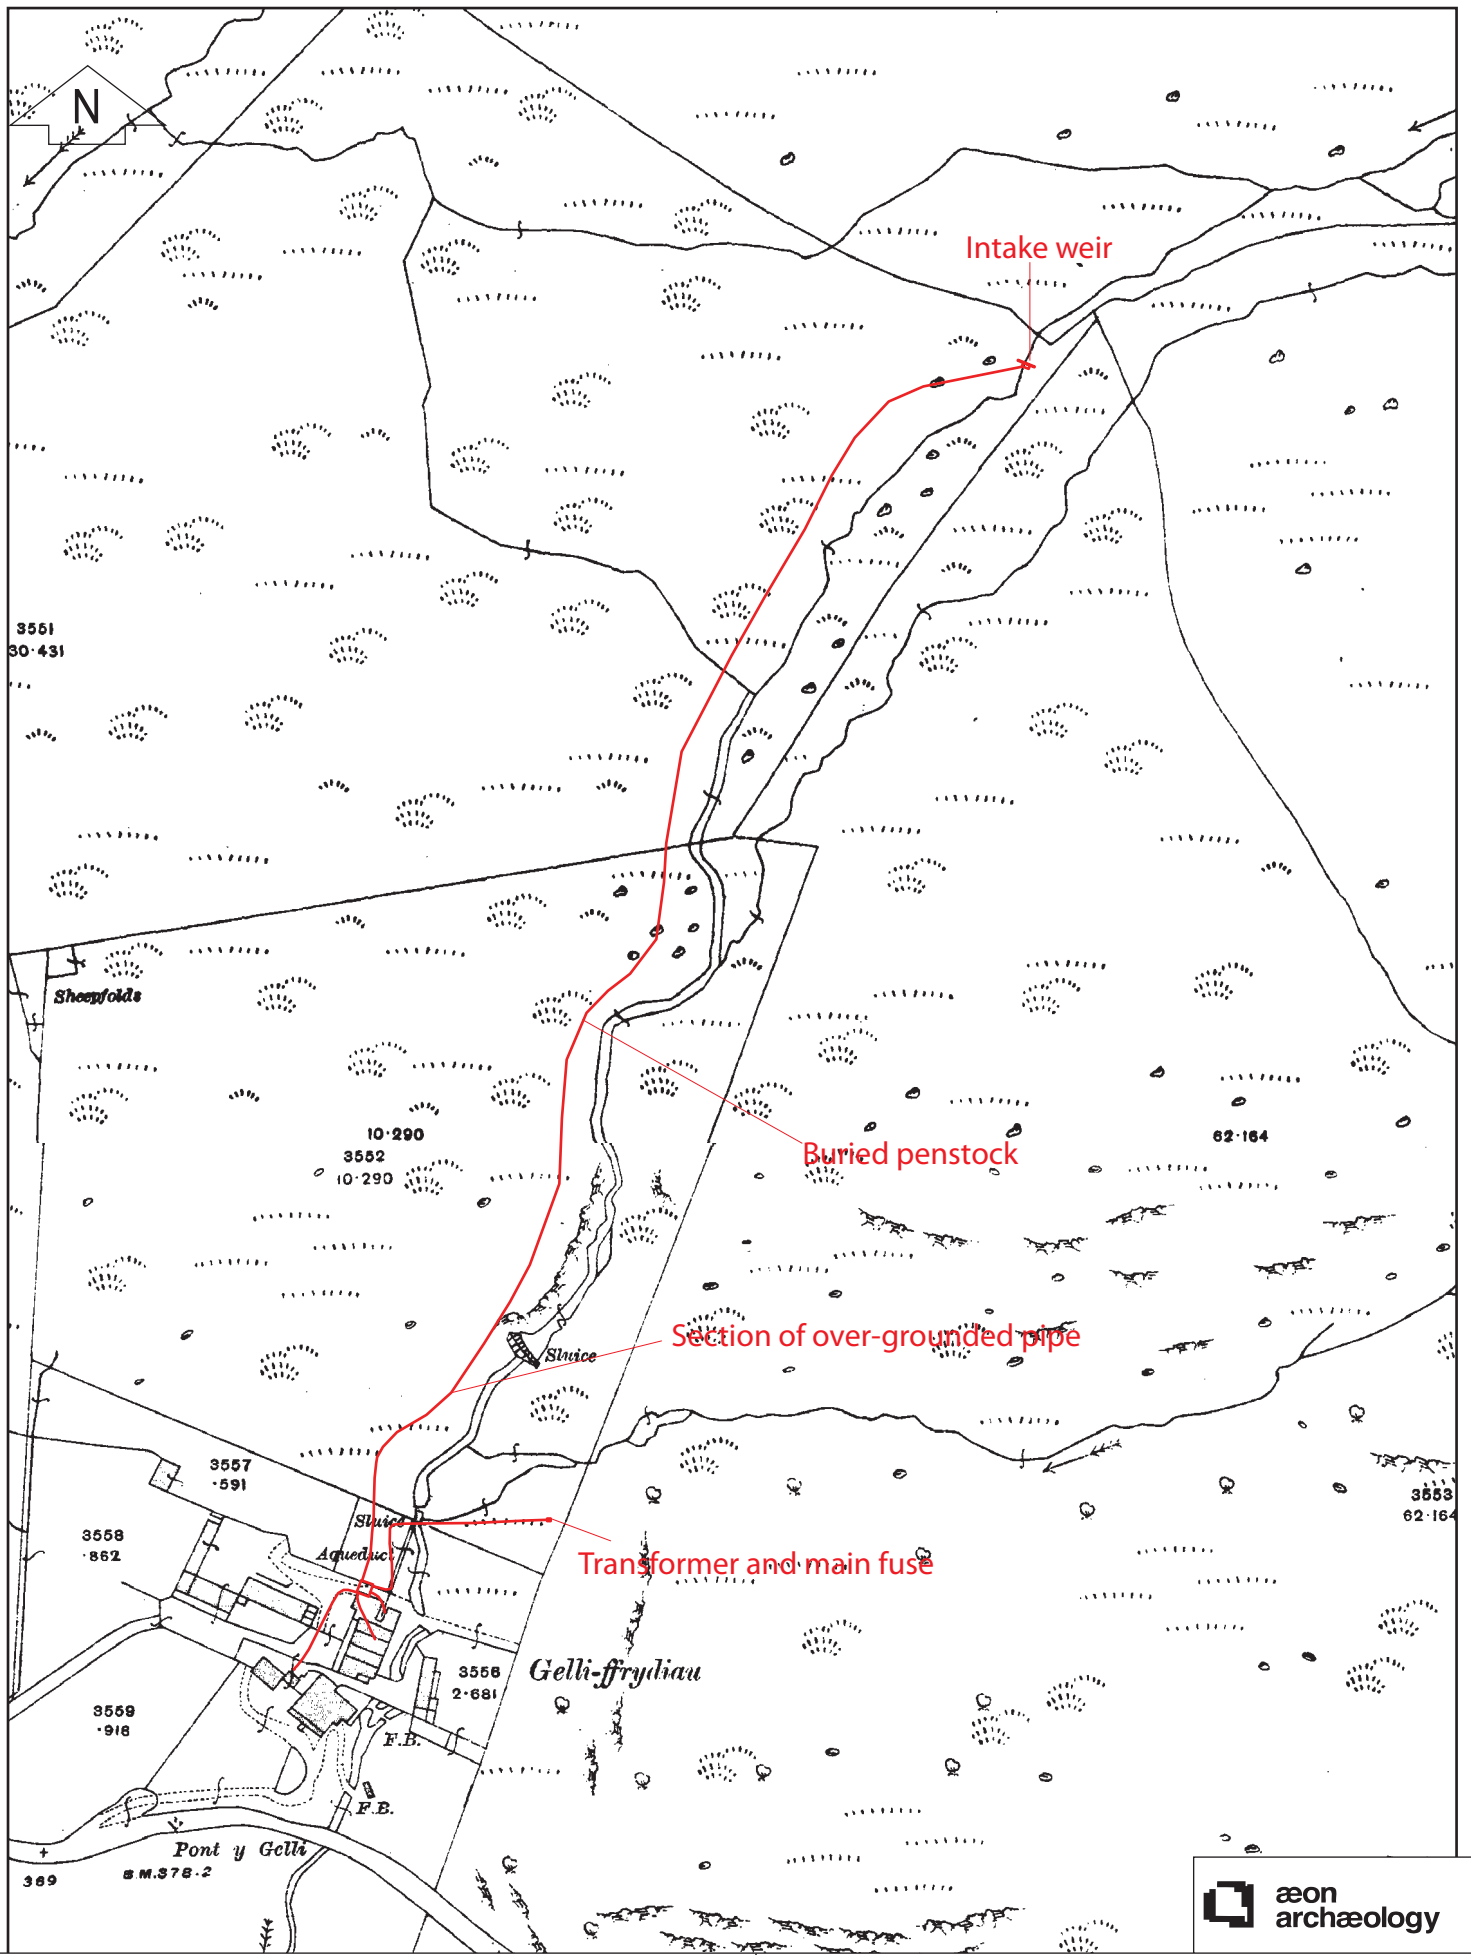 N
Intake weir
3551
30·431
Sheepfolds
10·290
3552
10·290
62·164
Buried penstock
Section of over-grounded pipe
Sluice
3557
·591
3553
62·164
Sluice
3558
·862
Aqueduct
Transformer and main fuse
Gelli-ffrydiau
3556
2·681
3559
·916
F.B.
F.B.
Pont y Gelli
B.M.378·2
369
æon
archæology